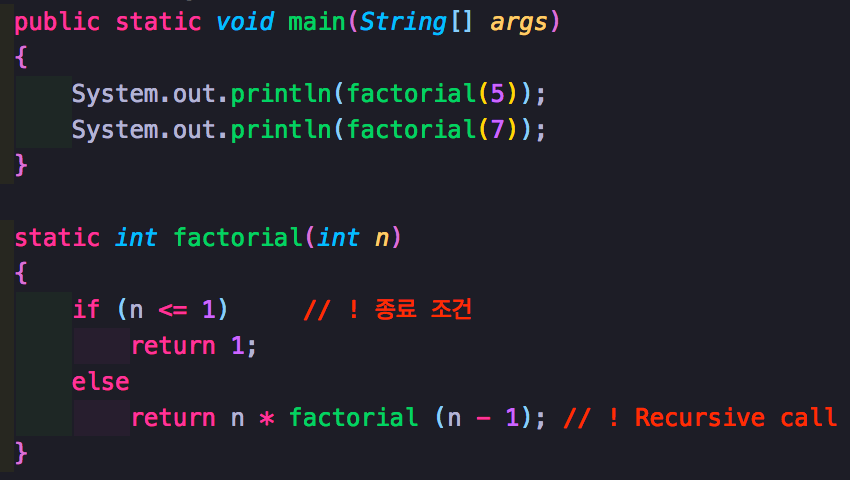 public static void main(String[] args)
{
System.out.println(factorial(5));
System.out.println(factorial(7));
}
static int factorial(int n)
{
if (n <= 1) // ! 종료 조건
return 1;
else
return n * factorial (n - 1); // ! Recursive call
}